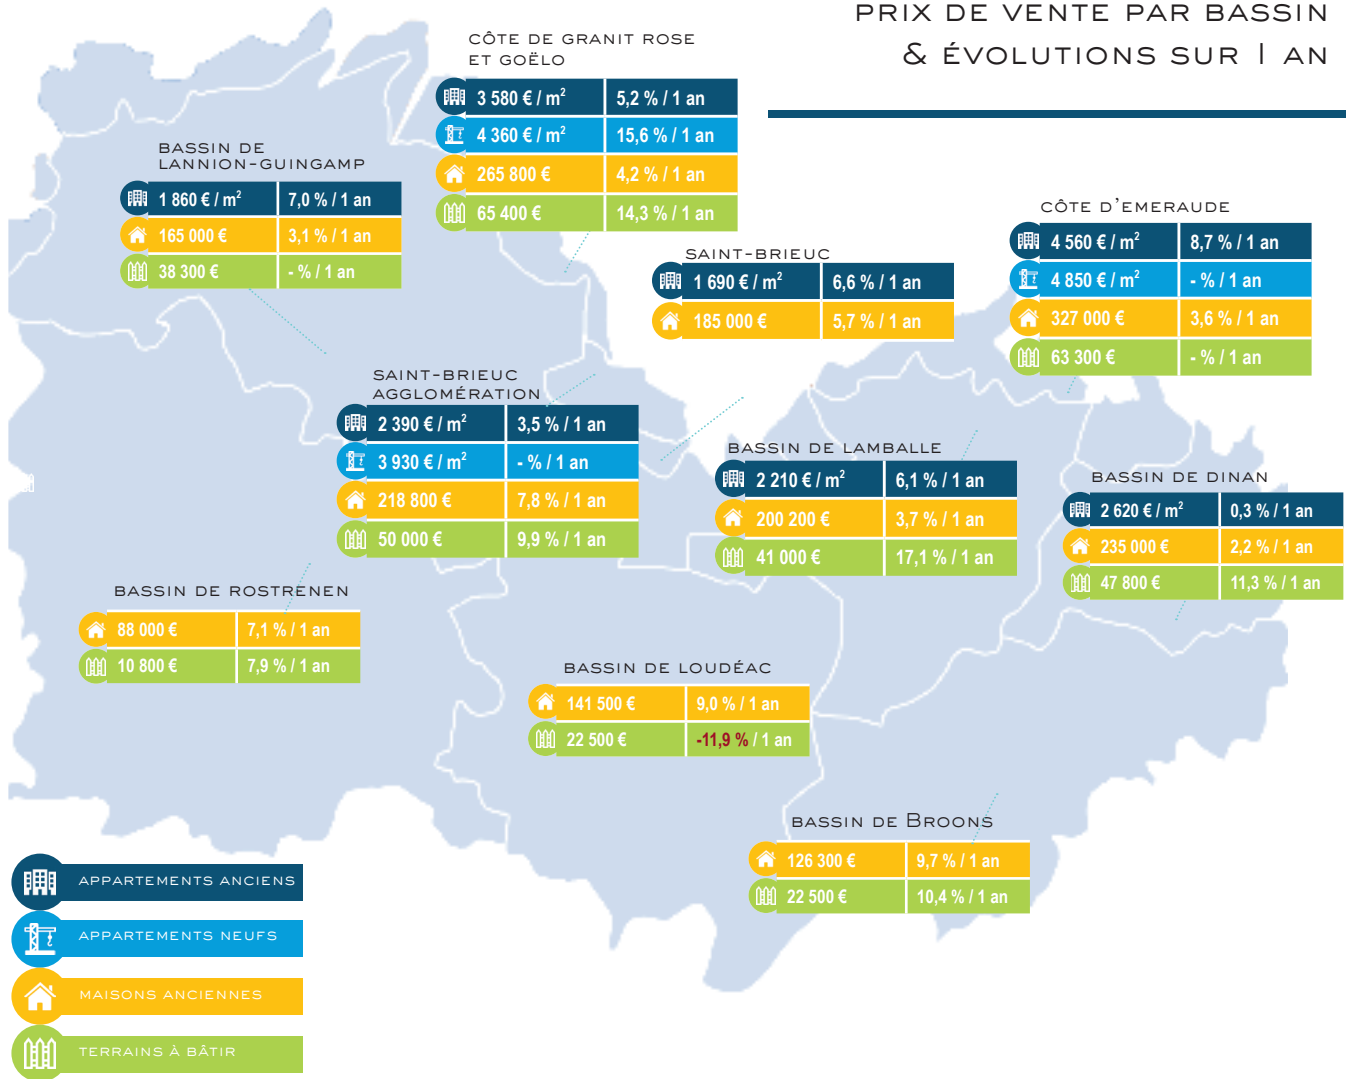 PRIX DE VENTE PAR BASSIN
& ÉVOLUTIONS SUR 1 AN
CÔTE DE GRANIT ROSE
ET GOËLO
3 580 € / m² 5,2 % / 1 an
4 360 € / m² 15,6 % / 1 an
265 800 € 4,2 % / 1 an
65 400 € 14,3 % / 1 an
BASSIN DE
LANNION-GUINGAMP
1 860 € / m² 7,0 % / 1 an
165 000 € 3,1 % / 1 an
38 300 € - % / 1 an
SAINT-BRIEUC
1 690 € / m² 6,6 % / 1 an
185 000 € 5,7 % / 1 an
CÔTE D'EMERAUDE
4 560 € / m² 8,7 % / 1 an
4 850 € / m² - % / 1 an
327 000 € 3,6 % / 1 an
63 300 € - % / 1 an
SAINT-BRIEUC
AGGLOMÉRATION
2 390 € / m² 3,5 % / 1 an
3 930 € / m² - % / 1 an
218 800 € 7,8 % / 1 an
50 000 € 9,9 % / 1 an
BASSIN DE LAMBALLE
2 210 € / m² 6,1 % / 1 an
200 200 € 3,7 % / 1 an
41 000 € 17,1 % / 1 an
BASSIN DE DINAN
2 620 € / m² 0,3 % / 1 an
235 000 € 2,2 % / 1 an
47 800 € 11,3 % / 1 an
BASSIN DE ROSTRENEN
88 000 € 7,1 % / 1 an
10 800 € 7,9 % / 1 an
BASSIN DE LOUDÉAC
141 500 € 9,0 % / 1 an
22 500 € -11,9 % / 1 an
BASSIN DE BROONS
126 300 € 9,7 % / 1 an
22 500 € 10,4 % / 1 an
APPARTEMENTS ANCIENS
APPARTEMENTS NEUFS
MAISONS ANCIENNES
TERRAINS À BÂTIR